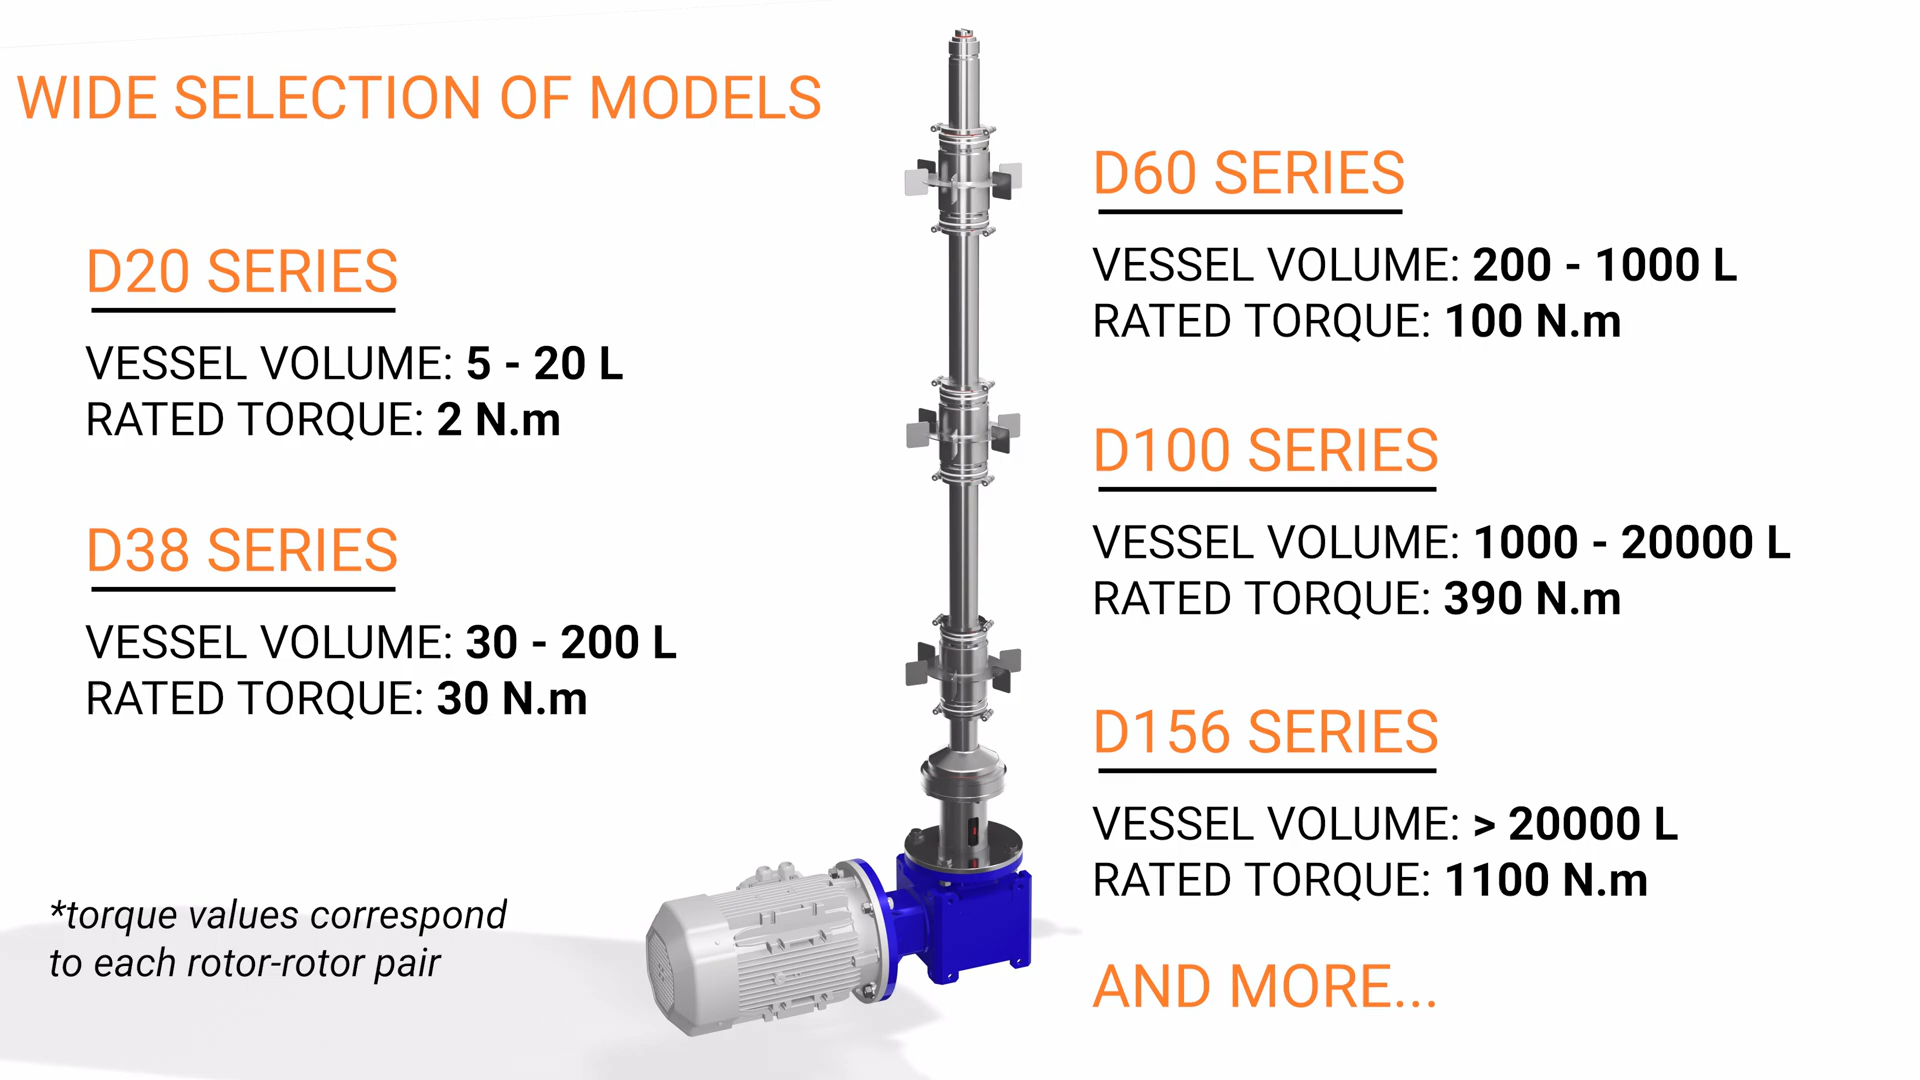 WIDE SELECTION OF MODELS
D20 SERIES
VESSEL VOLUME: 5 - 20 L
RATED TORQUE: 2 N.m
D38 SERIES
VESSEL VOLUME: 30 - 200 L
RATED TORQUE: 30 N.m
*torque values correspond
to each rotor-rotor pair
D60 SERIES
VESSEL VOLUME: 200 - 1000 L
RATED TORQUE: 100 N.m
D100 SERIES
VESSEL VOLUME: 1000 - 20000 L
RATED TORQUE: 390 N.m
D156 SERIES
VESSEL VOLUME: > 20000 L
RATED TORQUE: 1100 N.m
AND MORE...